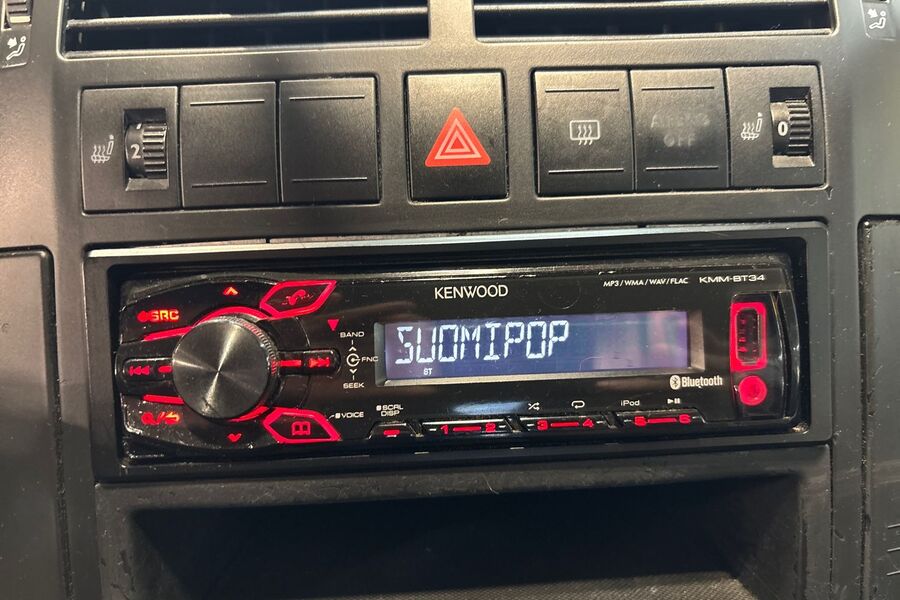 2
AIRBAG
OFF
0
KENWOOD
MP3 / WMA / WAV / FLAC
KMM-BT34
SRC
BAND
FNC
SEEK
SUOMIPOP
ST
Bluetooth
VOICE
SCRL
DISP
iPod
1 2
3 4
5 6